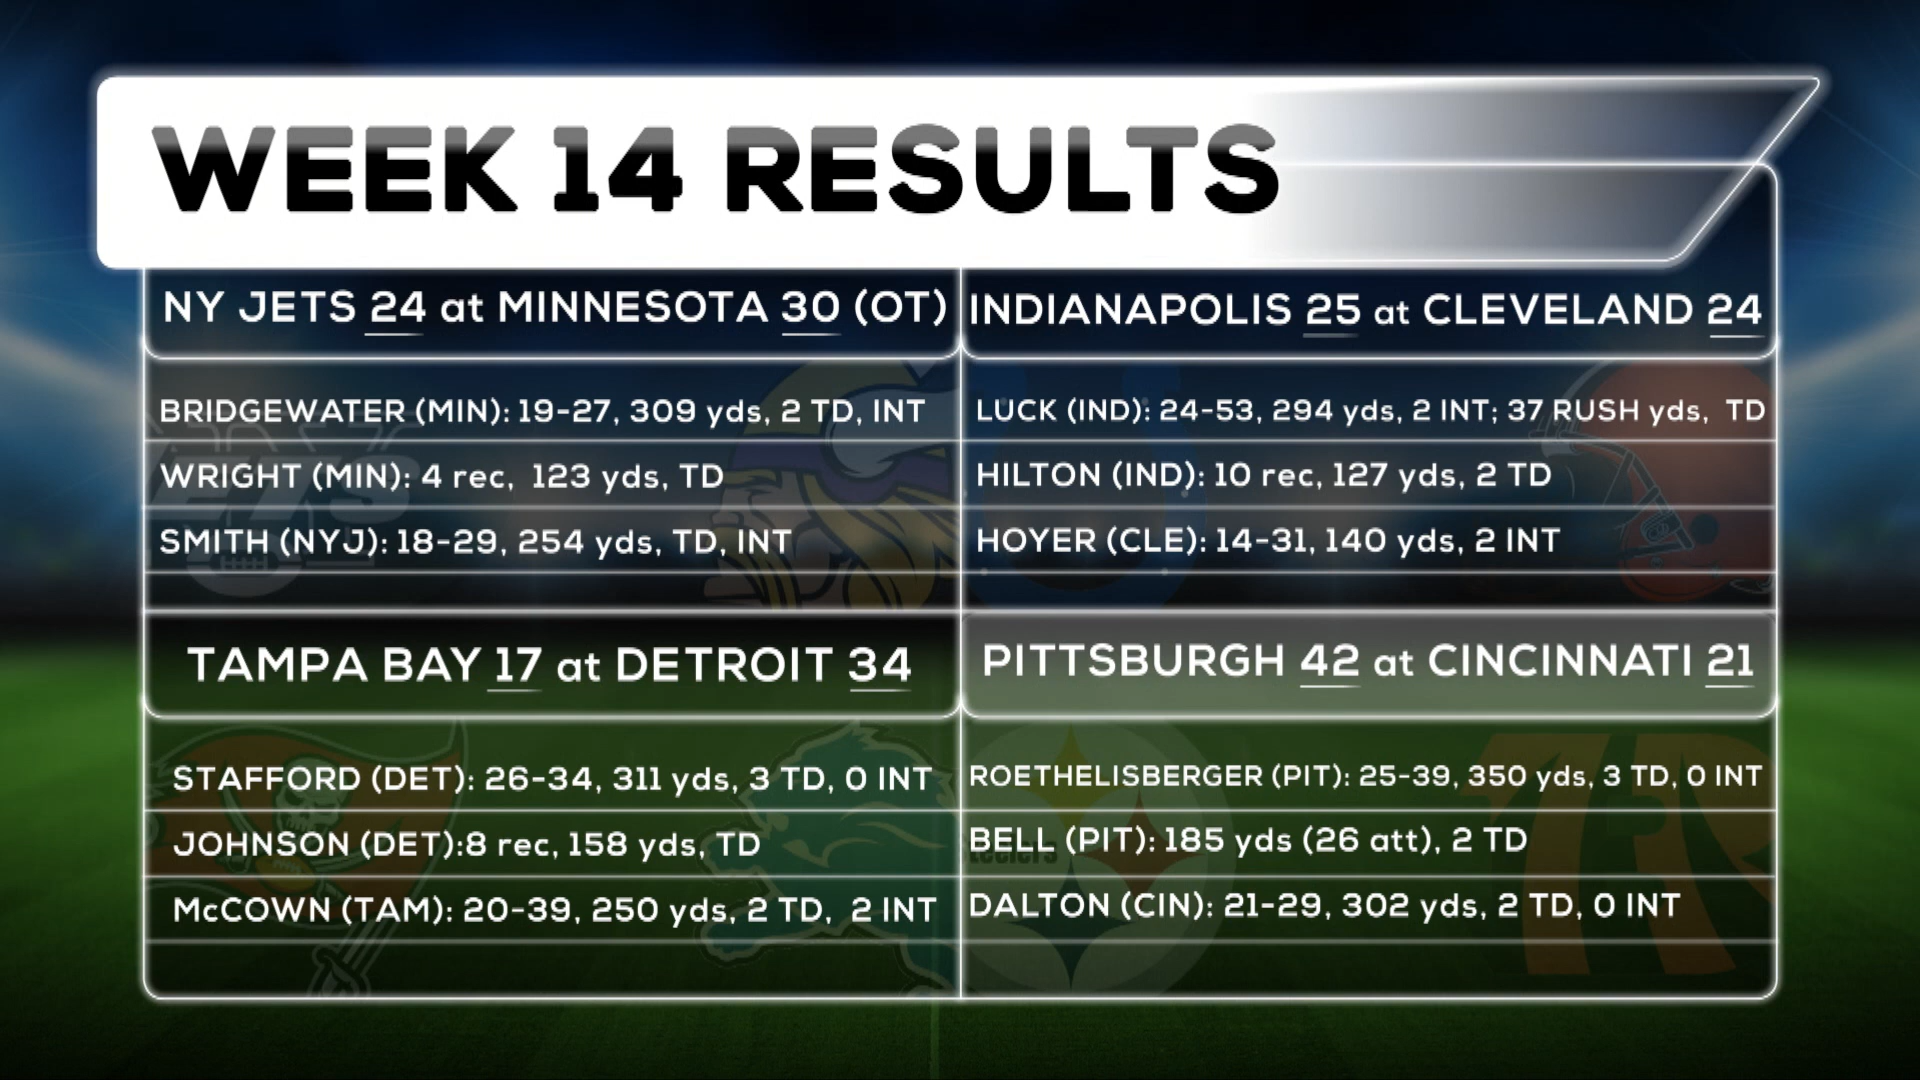 WEEK 14 RESULTS
NY JETS 24 at MINNESOTA 30 (OT)
BRIDGEWATER (MIN): 19-27, 309 yds, 2 TD, INT
WRIGHT (MIN): 4 rec, 123 yds, TD
SMITH (NYJ): 18-29, 254 yds, TD, INT
INDIANAPOLIS 25 at CLEVELAND 24
LUCK (IND): 24-53, 294 yds, 2 INT; 37 RUSH yds, TD
HILTON (IND): 10 rec, 127 yds, 2 TD
HOYER (CLE): 14-31, 140 yds, 2 INT
TAMPA BAY 17 at DETROIT 34
STAFFORD (DET): 26-34, 311 yds, 3 TD, 0 INT
JOHNSON (DET):8 rec, 158 yds, TD
McCOWN (TAM): 20-39, 250 yds, 2 TD, 2 INT
PITTSBURGH 42 at CINCINNATI 21
ROETHELISBERGER (PIT): 25-39, 350 yds, 3 TD, 0 INT
BELL (PIT): 185 yds (26 att), 2 TD
Steelers
DALTON (CIN): 21-29, 302 yds, 2 TD, 0 INT
JETS